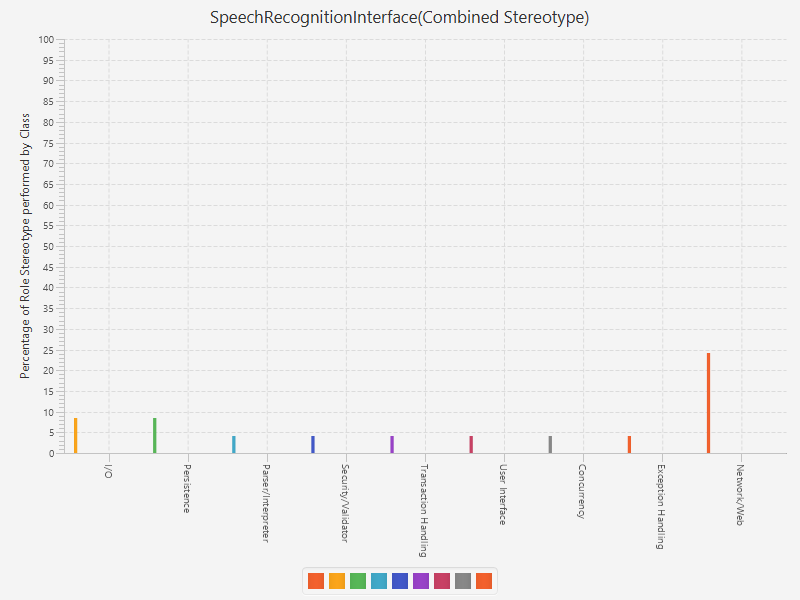 SpeechRecognitionInterface(Combined Stereotype)
Percentage of Role Stereotype performed by Class
100
95
90
85
80
75
70
65
60
55
50
45
40
35
30
25
20
15
10
5
0
I/O
Persistence
Parser/Interpreter
Security/Validator
Transaction Handling
User Interface
Concurrency
Exception Handling
Network/Web